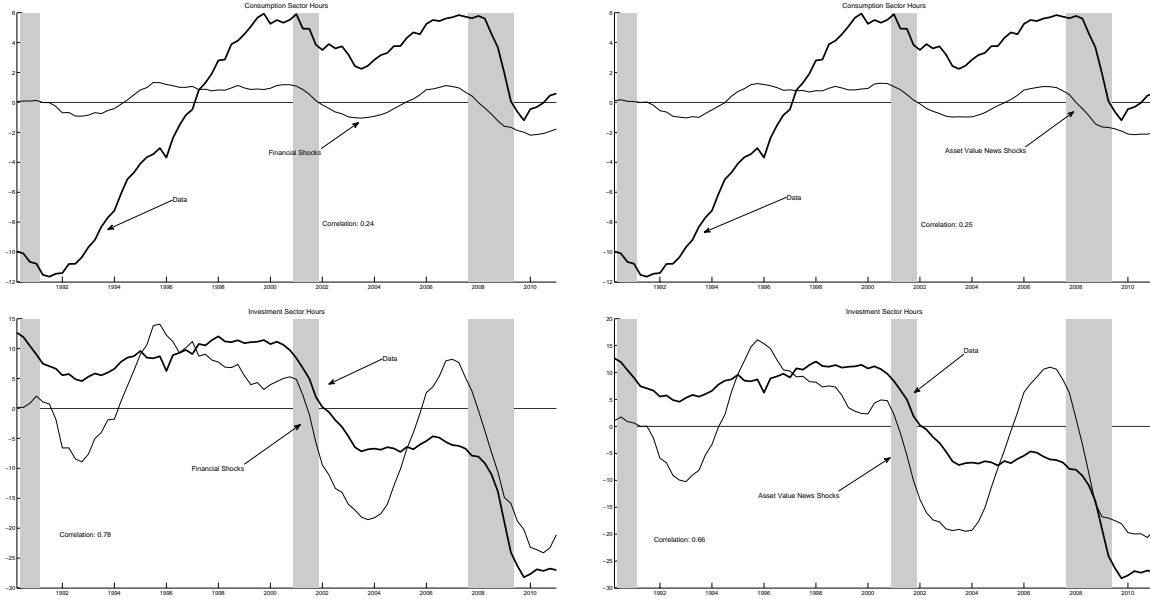 Consumption Sector Hours
6
4
2
0
−2
−4
−6
−8
−10
−12
Financial Shocks
Data
Correlation: 0.24
1992 1994 1996 1998 2000 2002 2004 2006 2008 2010
Consumption Sector Hours
6
4
2
0
−2
−4
−6
−8
−10
−12
Asset Value News Shocks
Data
Correlation: 0.25
1992 1994 1996 1998 2000 2002 2004 2006 2008 2010
Investment Sector Hours
15
10
5
0
−5
−10
−15
−20
−25
−30
Data
Financial Shocks
Correlation: 0.78
1992 1994 1996 1998 2000 2002 2004 2006 2008 2010
Investment Sector Hours
20
15
10
5
0
−5
−10
−15
−20
−25
−30
Data
Asset Value News Shocks
Correlation: 0.66
1992 1994 1996 1998 2000 2002 2004 2006 2008 2010